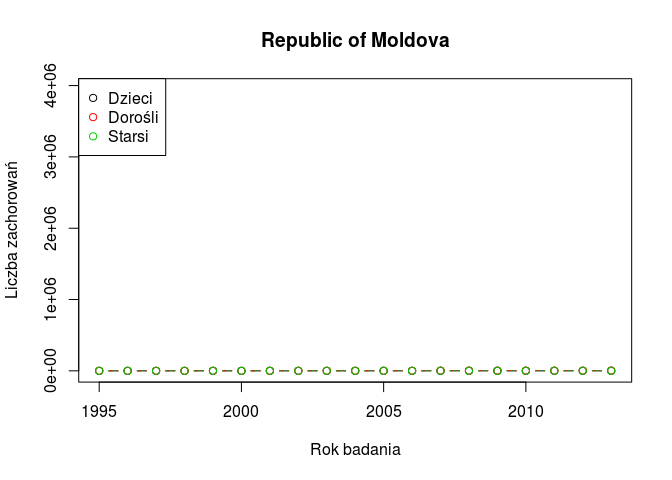 Republic of Moldova
Dzieci
Dorośli
Starsi
Liczba zachorowań
4e+06
3e+06
2e+06
1e+06
0e+00
1995 2000 2005 2010
Rok badania